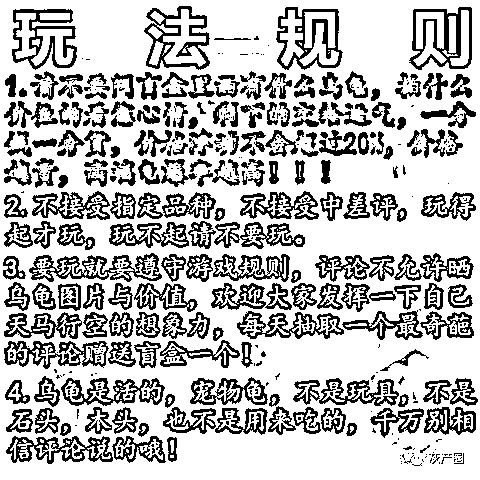 玩法规则
1.请不要问盲盒里面有什么乌龟，拍什么
价位的看您心情，剩下的交给运气，一分
钱一分货，价格浮动不会超过20%，价格
越贵，高温龟爆率越高！！！
2.不接受指定品种，不接受中差评，玩得
起才玩，玩不起请不要玩。
3.要玩就要遵守游戏规则，评论不允许晒
乌龟图片与价值，欢迎大家发挥一下自己
天马行空的想象力，每天抽取一个最奇葩
的评论赠送盲盒一个！
4.乌龟是活的，宠物龟，不是玩具，不是
石头，木头，也不是用来吃的，千万别相
信评论说的哦！
灰产圈